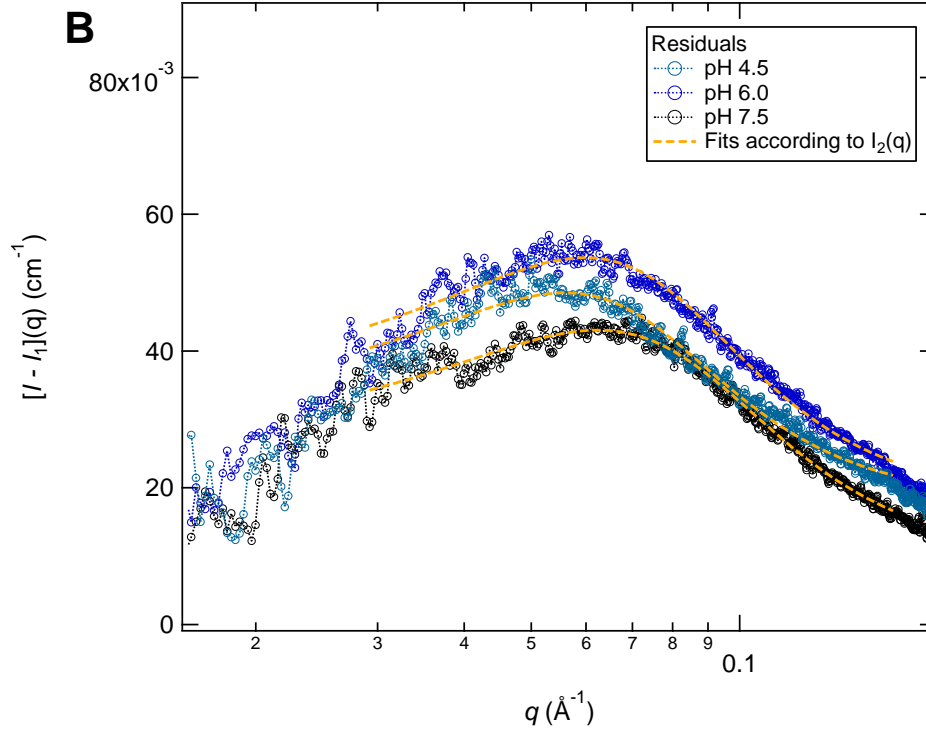 B
Residuals
pH 4.5
pH 6.0
pH 7.5
Fits according to I₂(q)
80x10⁻³
60
40
20
0
[I - I₁](q) (cm⁻¹)
2 3 4 5 6 7 8 9
0.1
q (Å⁻¹)